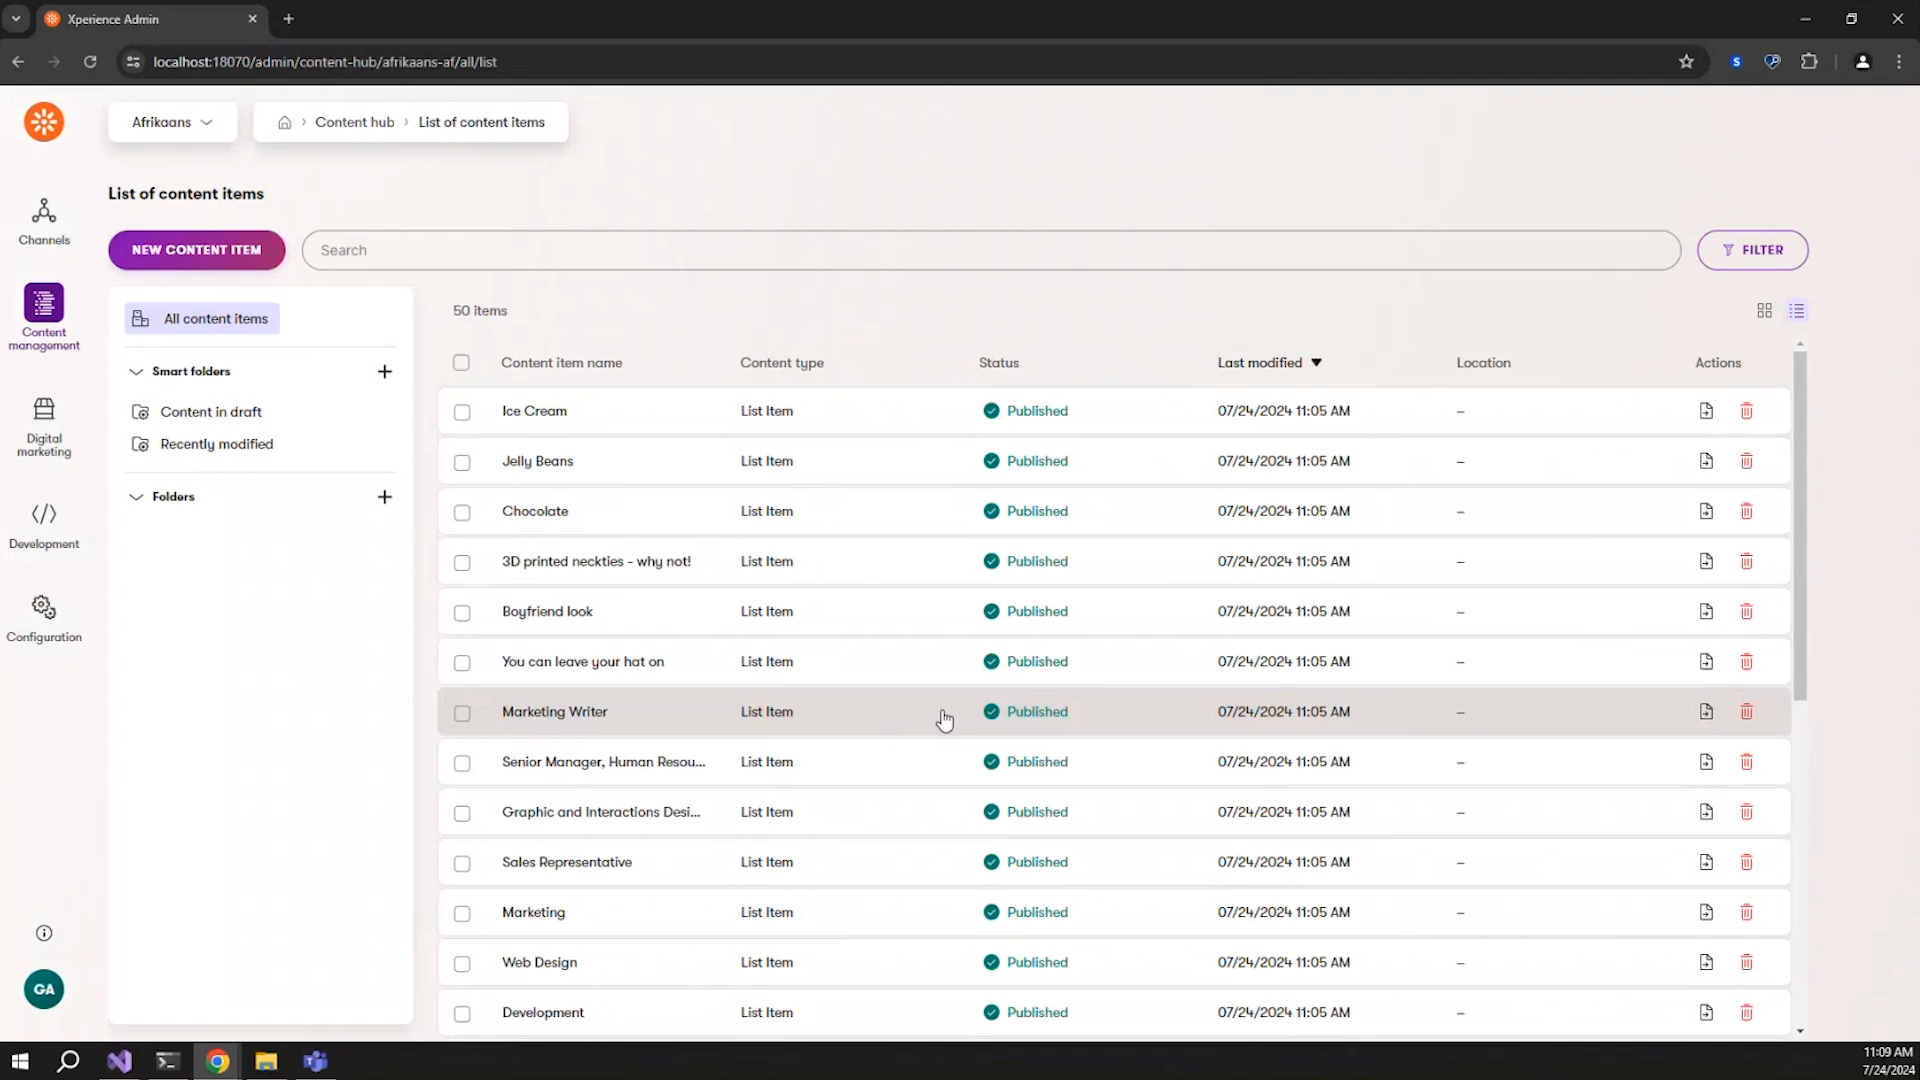 Xperience Admin
localhost:18070/admin/content-hub/afrikaans-af/all/list
Afrikaans
Content hub
List of content items
List of content items
Channels
Content management
Digital marketing
Development
Configuration
GA
NEW CONTENT ITEM
Search
FILTER
All content items
Smart folders
Content in draft
Recently modified
Folders
50 items
Content item name Content type Status Last modified Location Actions
Ice Cream List Item Published 07/24/2024 11:05 AM –
Jelly Beans List Item Published 07/24/2024 11:05 AM –
Chocolate List Item Published 07/24/2024 11:05 AM –
3D printed neckties - why not! List Item Published 07/24/2024 11:05 AM –
Boyfriend look List Item Published 07/24/2024 11:05 AM –
You can leave your hat on List Item Published 07/24/2024 11:05 AM –
Marketing Writer List Item Published 07/24/2024 11:05 AM –
Senior Manager, Human Resou... List Item Published 07/24/2024 11:05 AM –
Graphic and Interactions Desi... List Item Published 07/24/2024 11:05 AM –
Sales Representative List Item Published 07/24/2024 11:05 AM –
Marketing List Item Published 07/24/2024 11:05 AM –
Web Design List Item Published 07/24/2024 11:05 AM –
Development List Item Published 07/24/2024 11:05 AM –
11:09 AM
7/24/2024